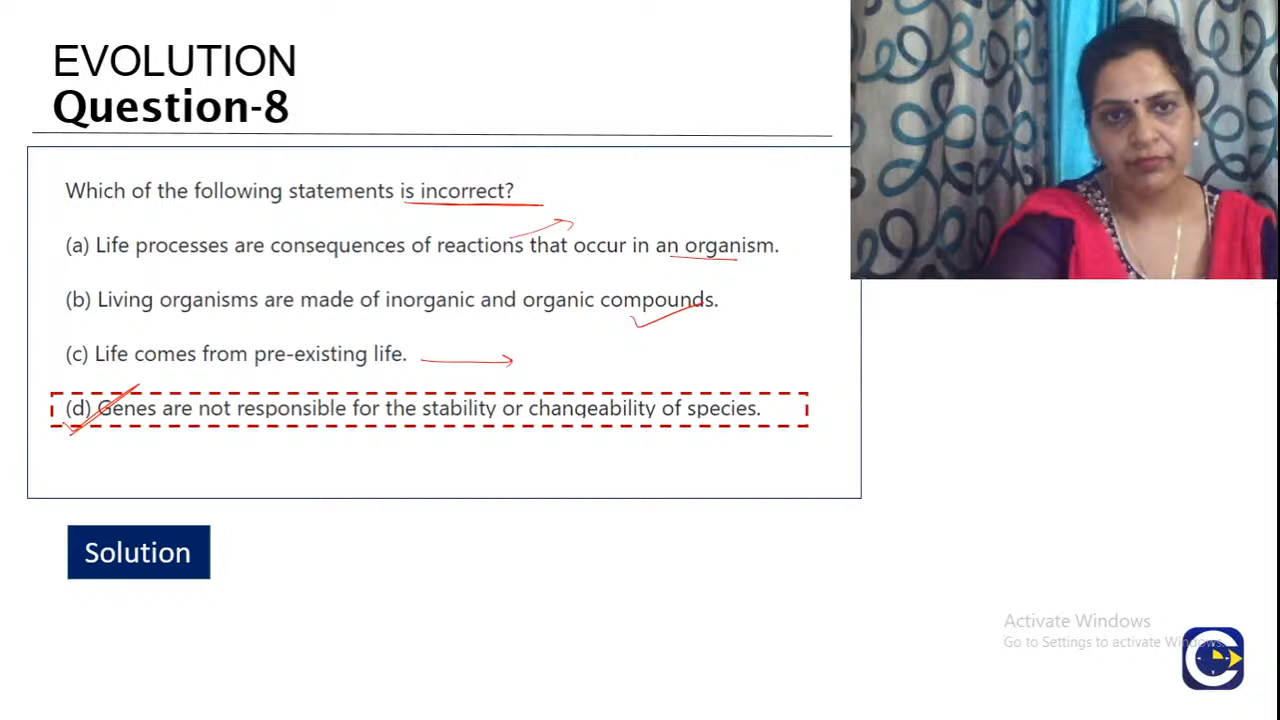 EVOLUTION
Question-8
Which of the following statements is incorrect?
(a) Life processes are consequences of reactions that occur in an organism.
(b) Living organisms are made of inorganic and organic compounds.
(c) Life comes from pre-existing life.
(d) Genes are not responsible for the stability or changeability of species.
Solution
Activate Windows
Go to Settings to activate Windows.